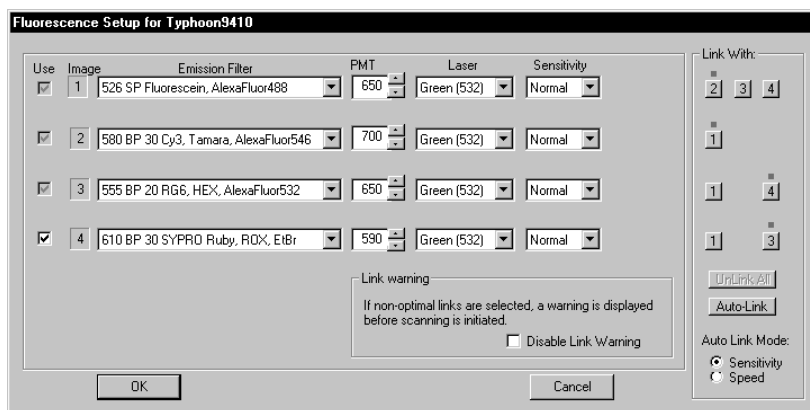 Fluorescence Setup for Typhoon9410
Use Image Emission Filter PMT Laser Sensitivity Link With:
1 526 SP Fluorescein, AlexaFluor488 650 Green (532) Normal 2 3 4
2 580 BP 30 Cy3, Tamara, AlexaFluor546 700 Green (532) Normal 1
3 555 BP 20 RG6, HEX, AlexaFluor532 650 Green (532) Normal 1 4
4 610 BP 30 SYPRO Ruby, ROX, EtBr 590 Green (532) Normal 1 3
Link warning
If non-optimal links are selected, a warning is displayed
before scanning is initiated.
Disable Link Warning
UnLink All
Auto-Link
Auto Link Mode:
Sensitivity
Speed
OK
Cancel